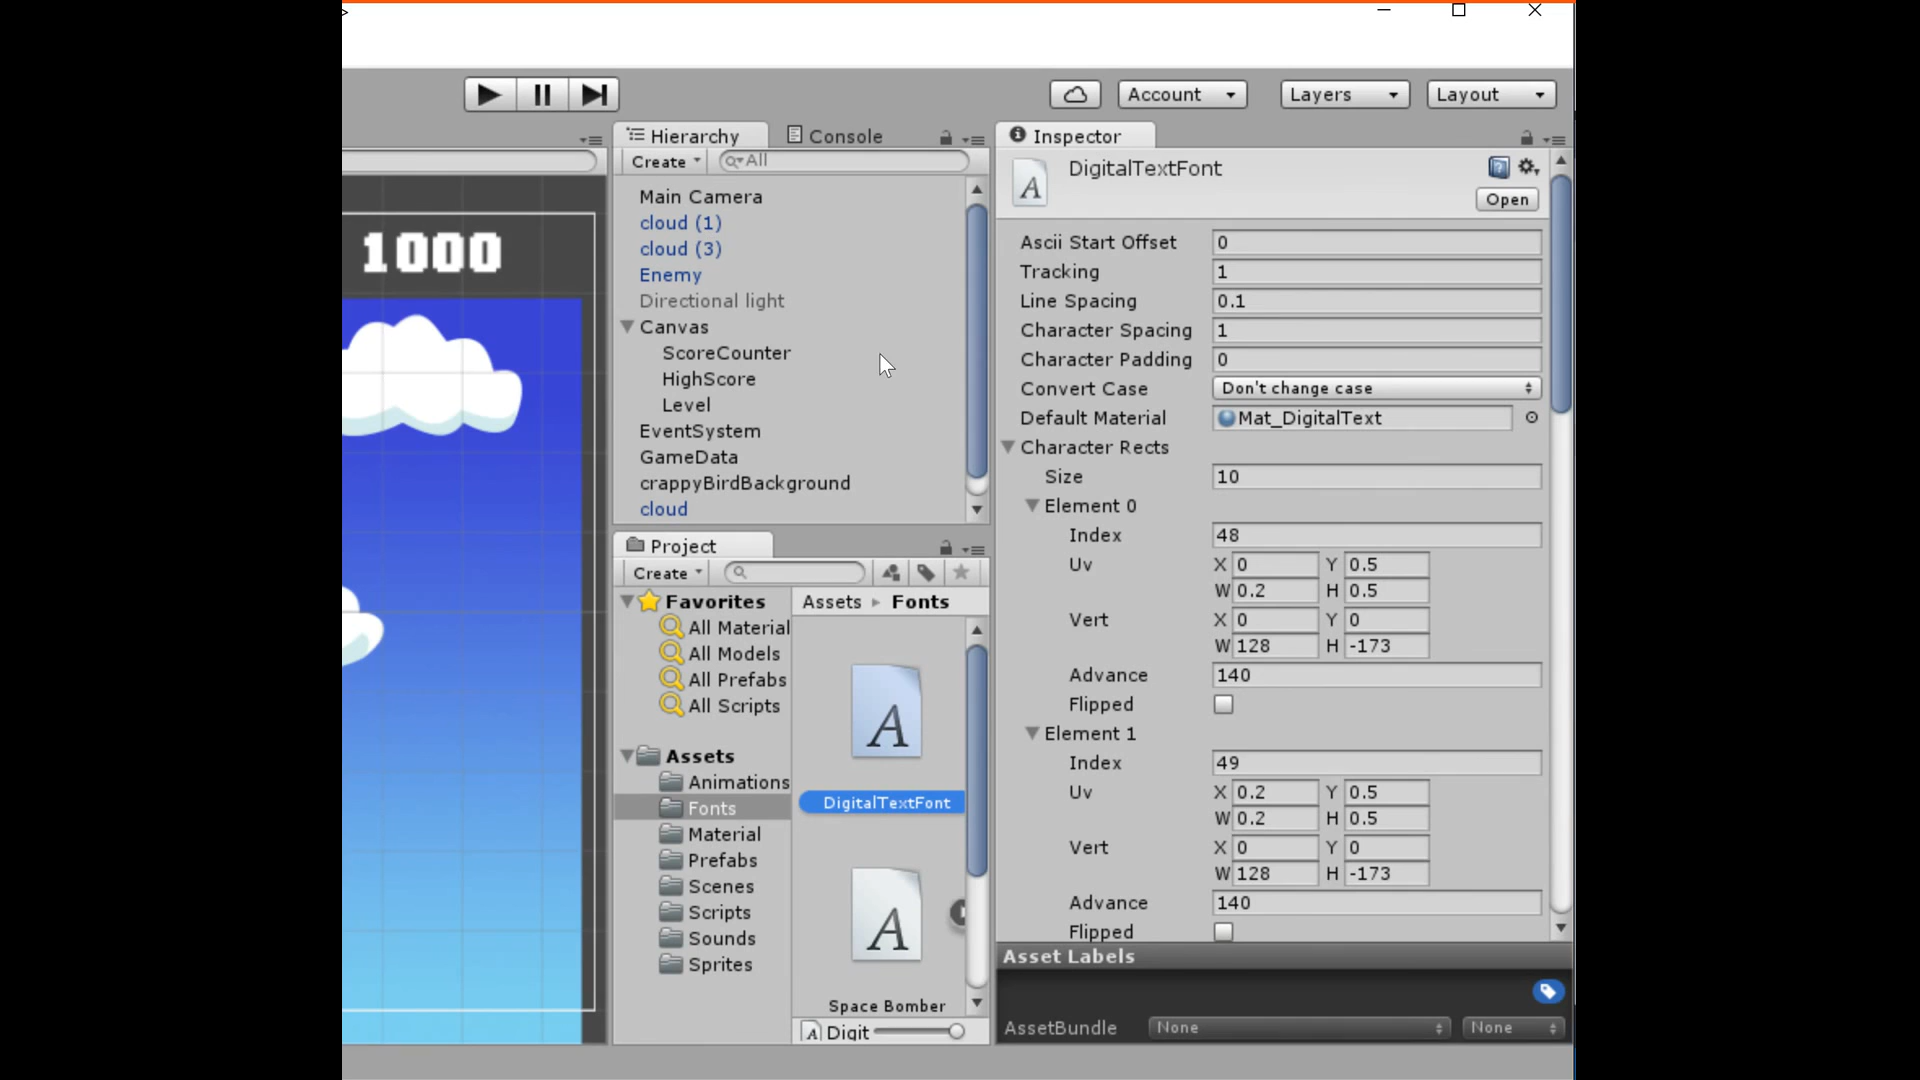 Account
Layers
Layout
Hierarchy
Console
Create
All
Main Camera
cloud (1)
cloud (3)
Enemy
Directional light
Canvas
ScoreCounter
HighScore
Level
EventSystem
GameData
crappyBirdBackground
cloud
1000
Project
Create
Favorites
All Material
All Models
All Prefabs
All Scripts
Assets
Animations
Fonts
Material
Prefabs
Scenes
Scripts
Sounds
Sprites
Assets Fonts
DigitalTextFont
Space Bomber
Digit
Inspector
DigitalTextFont
Open
Ascii Start Offset 0
Tracking 1
Line Spacing 0.1
Character Spacing 1
Character Padding 0
Convert Case Don't change case
Default Material Mat_DigitalText
Character Rects
Size 10
Element 0
Index 48
Uv X 0 Y 0.5
W 0.2 H 0.5
Vert X 0 Y 0
W 128 H -173
Advance 140
Flipped
Element 1
Index 49
Uv X 0.2 Y 0.5
W 0.2 H 0.5
Vert X 0 Y 0
W 128 H -173
Advance 140
Flipped
Asset Labels
AssetBundle None None